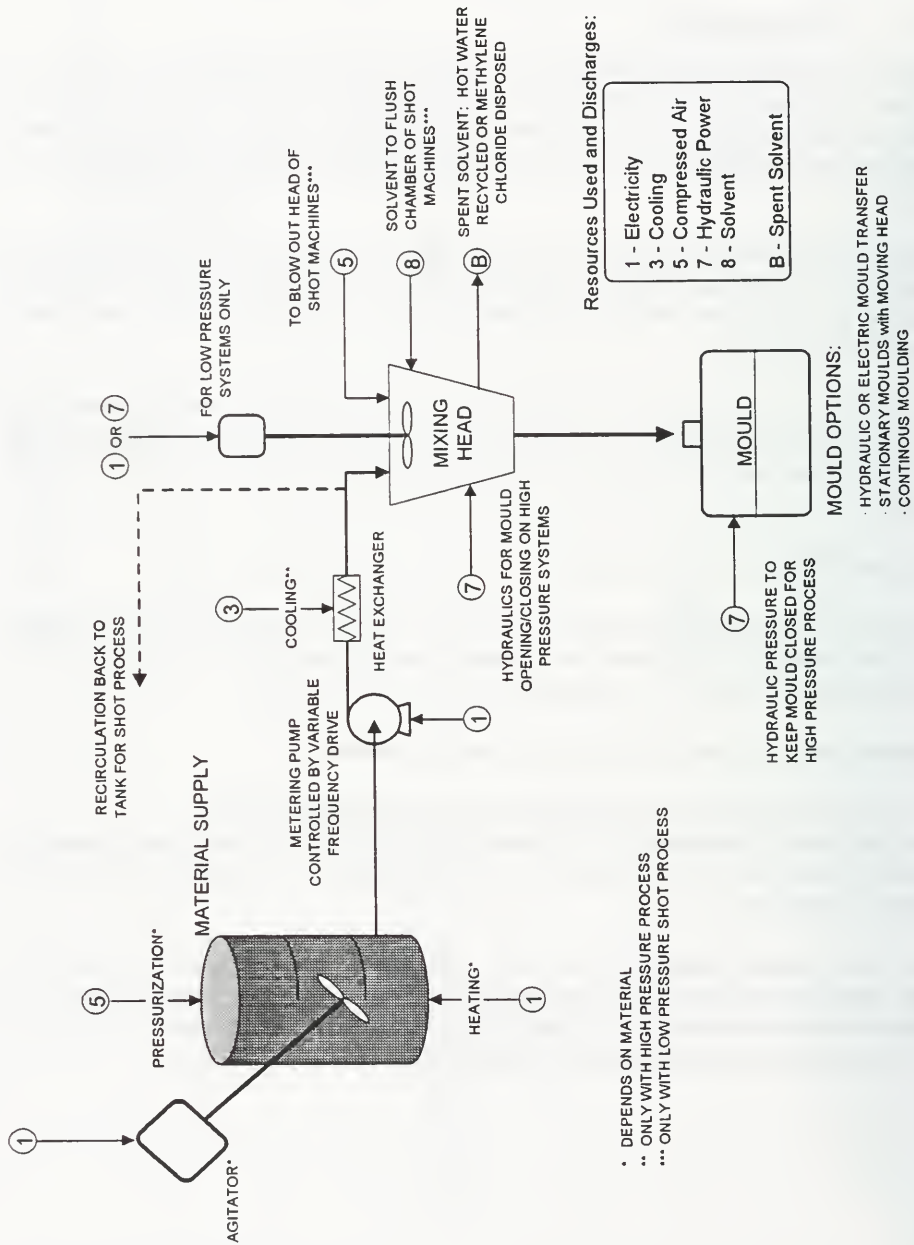 1
AGITATOR*
5
PRESSURIZATION*
MATERIAL SUPPLY
HEATING*
1
RECIRCULATION BACK TO
TANK FOR SHOT PROCESS
METERING PUMP
CONTROLLED BY VARIABLE
FREQUENCY DRIVE
1
3
COOLING**
HEAT EXCHANGER
1 OR 7
FOR LOW PRESSURE
SYSTEMS ONLY
TO BLOW OUT HEAD OF
SHOT MACHINES***
5
SOLVENT TO FLUSH
CHAMBER OF SHOT
MACHINES***
8
SPENT SOLVENT: HOT WATER
RECYCLED OR METHYLENE
CHLORIDE DISPOSED
B
MIXING
HEAD
7
HYDRAULICS FOR MOULD
OPENING/CLOSING ON HIGH
PRESSURE SYSTEMS
MOULD
7
HYDRAULIC PRESSURE TO
KEEP MOULD CLOSED FOR
HIGH PRESSURE PROCESS
MOULD OPTIONS:
· HYDRAULIC OR ELECTRIC MOULD TRANSFER
· STATIONARY MOULDS with MOVING HEAD
· CONTINOUS MOULDING
Resources Used and Discharges:
1 - Electricity
3 - Cooling
5 - Compressed Air
7 - Hydraulic Power
8 - Solvent
B - Spent Solvent
* DEPENDS ON MATERIAL
** ONLY WITH HIGH PRESSURE PROCESS
*** ONLY WITH LOW PRESSURE SHOT PROCESS